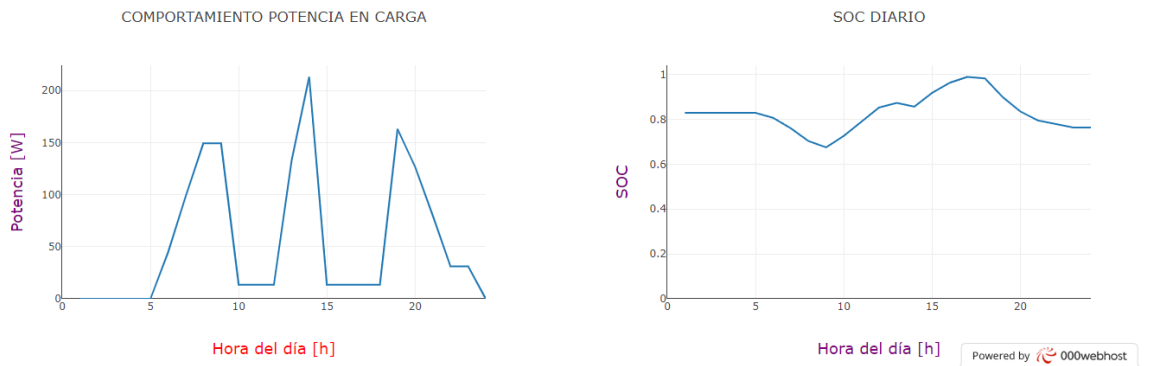 COMPORTAMIENTO POTENCIA EN CARGA
200
150
100
50
0
0 5 10 15 20
Potencia [W]
Hora del día [h]
SOC DIARIO
1
0.8
0.6
0.4
0.2
0
0 5 10 15 20
SOC
Hora del día [h]
Powered by 000webhost